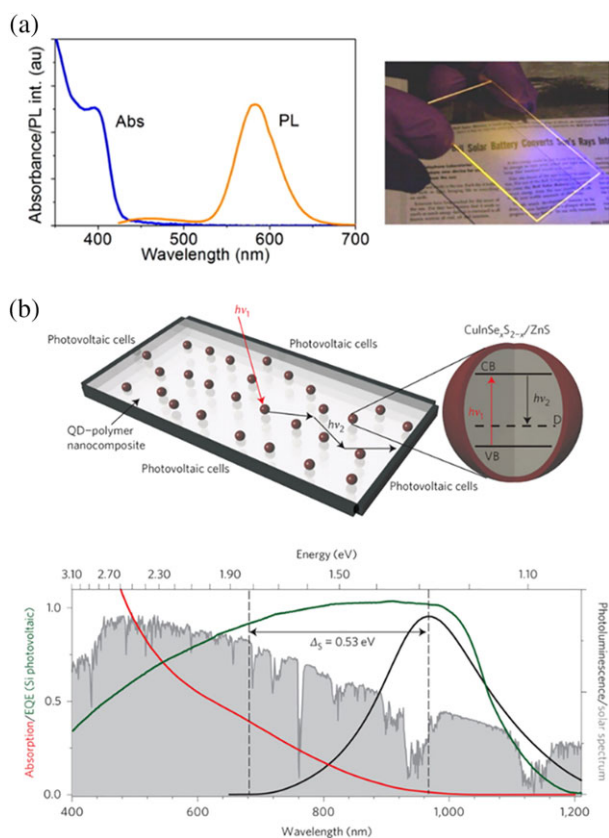 (a)
Absorbance/PL int. (au)
Abs
PL
400 500 600 700
Wavelength (nm)
Solar Battery Converts Sun's Rays Into
(b)
hν₁
Photovoltaic cells
Photovoltaic cells
QD–polymer
nanocomposite
hν₂
Photovoltaic cells
Photovoltaic cells
CuInSeₓS₂₋ₓ/ZnS
CB
hν₁
hν₂
D
VB
Energy (eV)
3.10 2.70 2.30 1.90 1.50 1.10
Absorption/EQE (Si photovoltaic)
1.0
0.5
0.0
Δₛ = 0.53 eV
Photoluminescence/solar spectrum
400 600 800 1,000 1,200
Wavelength (nm)